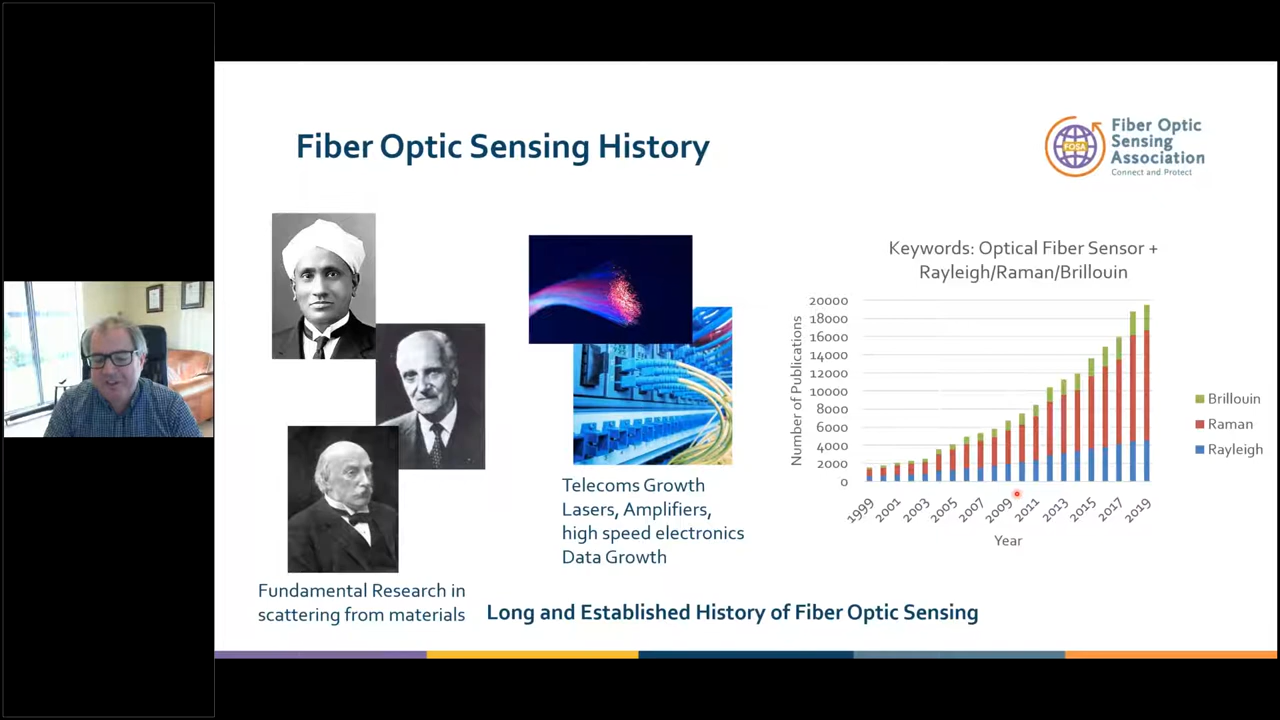 Fiber Optic Sensing History
Fiber Optic
Sensing
Association
Connect and Protect
FOSA
Fundamental Research in
scattering from materials
Telecoms Growth
Lasers, Amplifiers,
high speed electronics
Data Growth
Keywords: Optical Fiber Sensor +
Rayleigh/Raman/Brillouin
Number of Publications
20000
18000
16000
14000
12000
10000
8000
6000
4000
2000
0
1999
2001
2003
2005
2007
2009
2011
2013
2015
2017
2019
Year
Brillouin
Raman
Rayleigh
Long and Established History of Fiber Optic Sensing